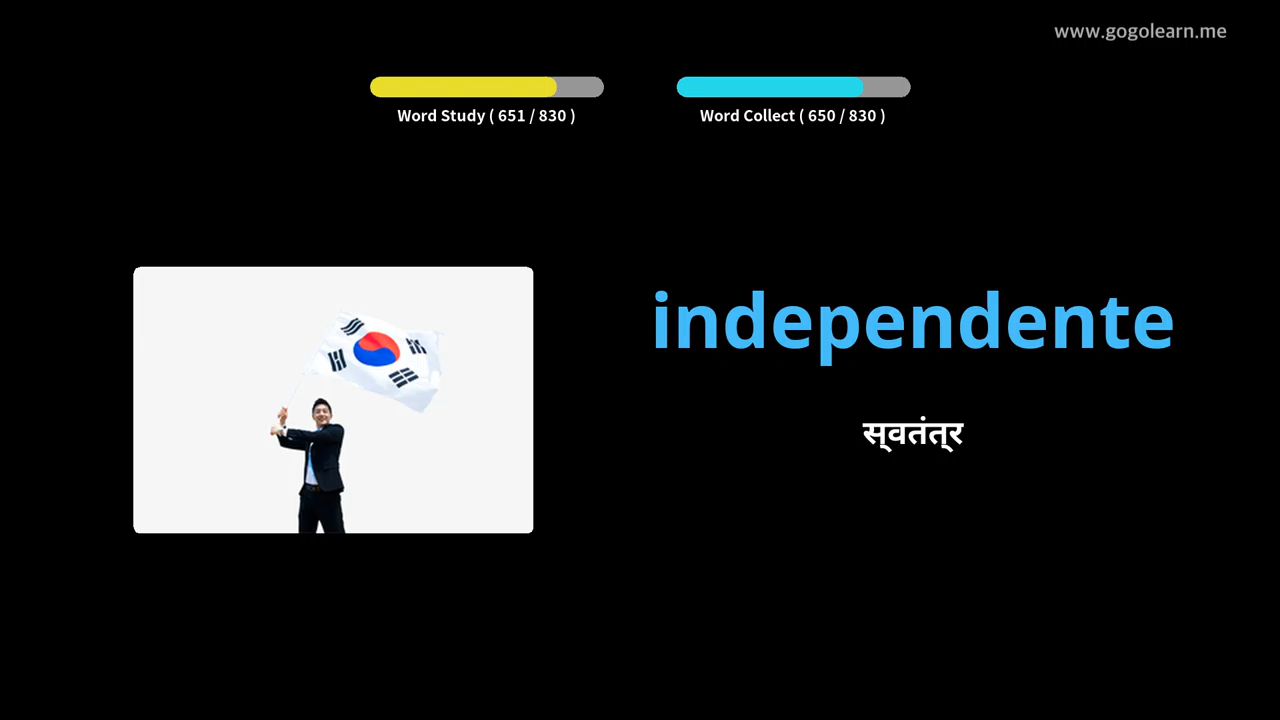 www.gogolearn.me
Word Study ( 651 / 830 )
Word Collect ( 650 / 830 )
independente
स्वतंत्र